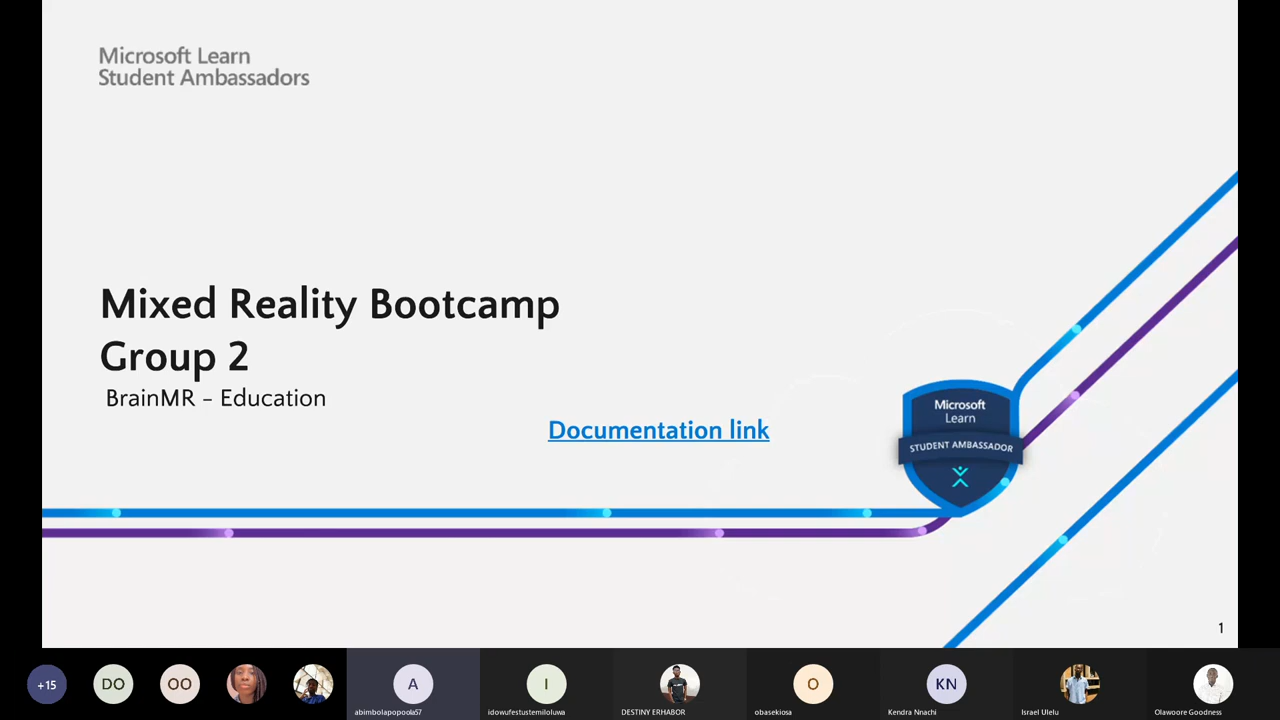 Microsoft Learn
Student Ambassadors
Mixed Reality Bootcamp
Group 2
BrainMR – Education
Documentation link
Microsoft
Learn
STUDENT AMBASSADOR
1
+15
DO
OO
A
I
O
KN
abimbolapopoola57
idowufestustemiloluwa
DESTINY ERHABOR
obasekiosa
Kendra Nnachi
Israel Ulelu
Olawoore Goodness